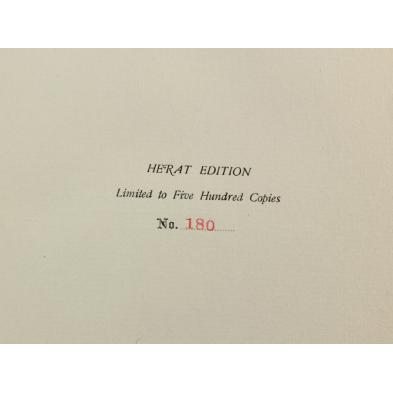 HERAT EDITION
Limited to Five Hundred Copies
No. 180